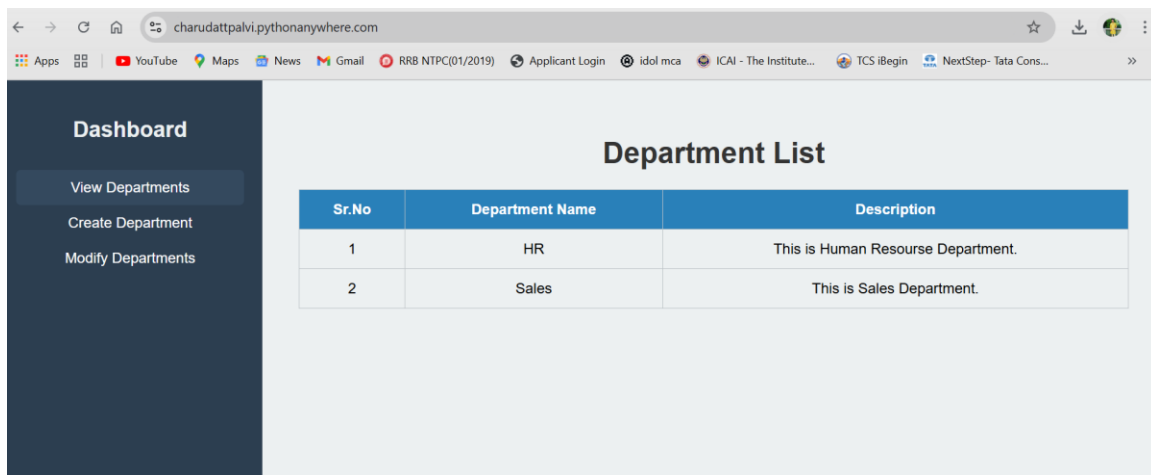 charudattpalvi.pythonanywhere.com
Apps YouTube Maps News Gmail RRB NTPC(01/2019) Applicant Login idol mca ICAI - The Institute... TCS iBegin NextStep- Tata Cons... »
Dashboard
View Departments
Create Department
Modify Departments
Department List
Sr.No Department Name Description
1 HR This is Human Resourse Department.
2 Sales This is Sales Department.